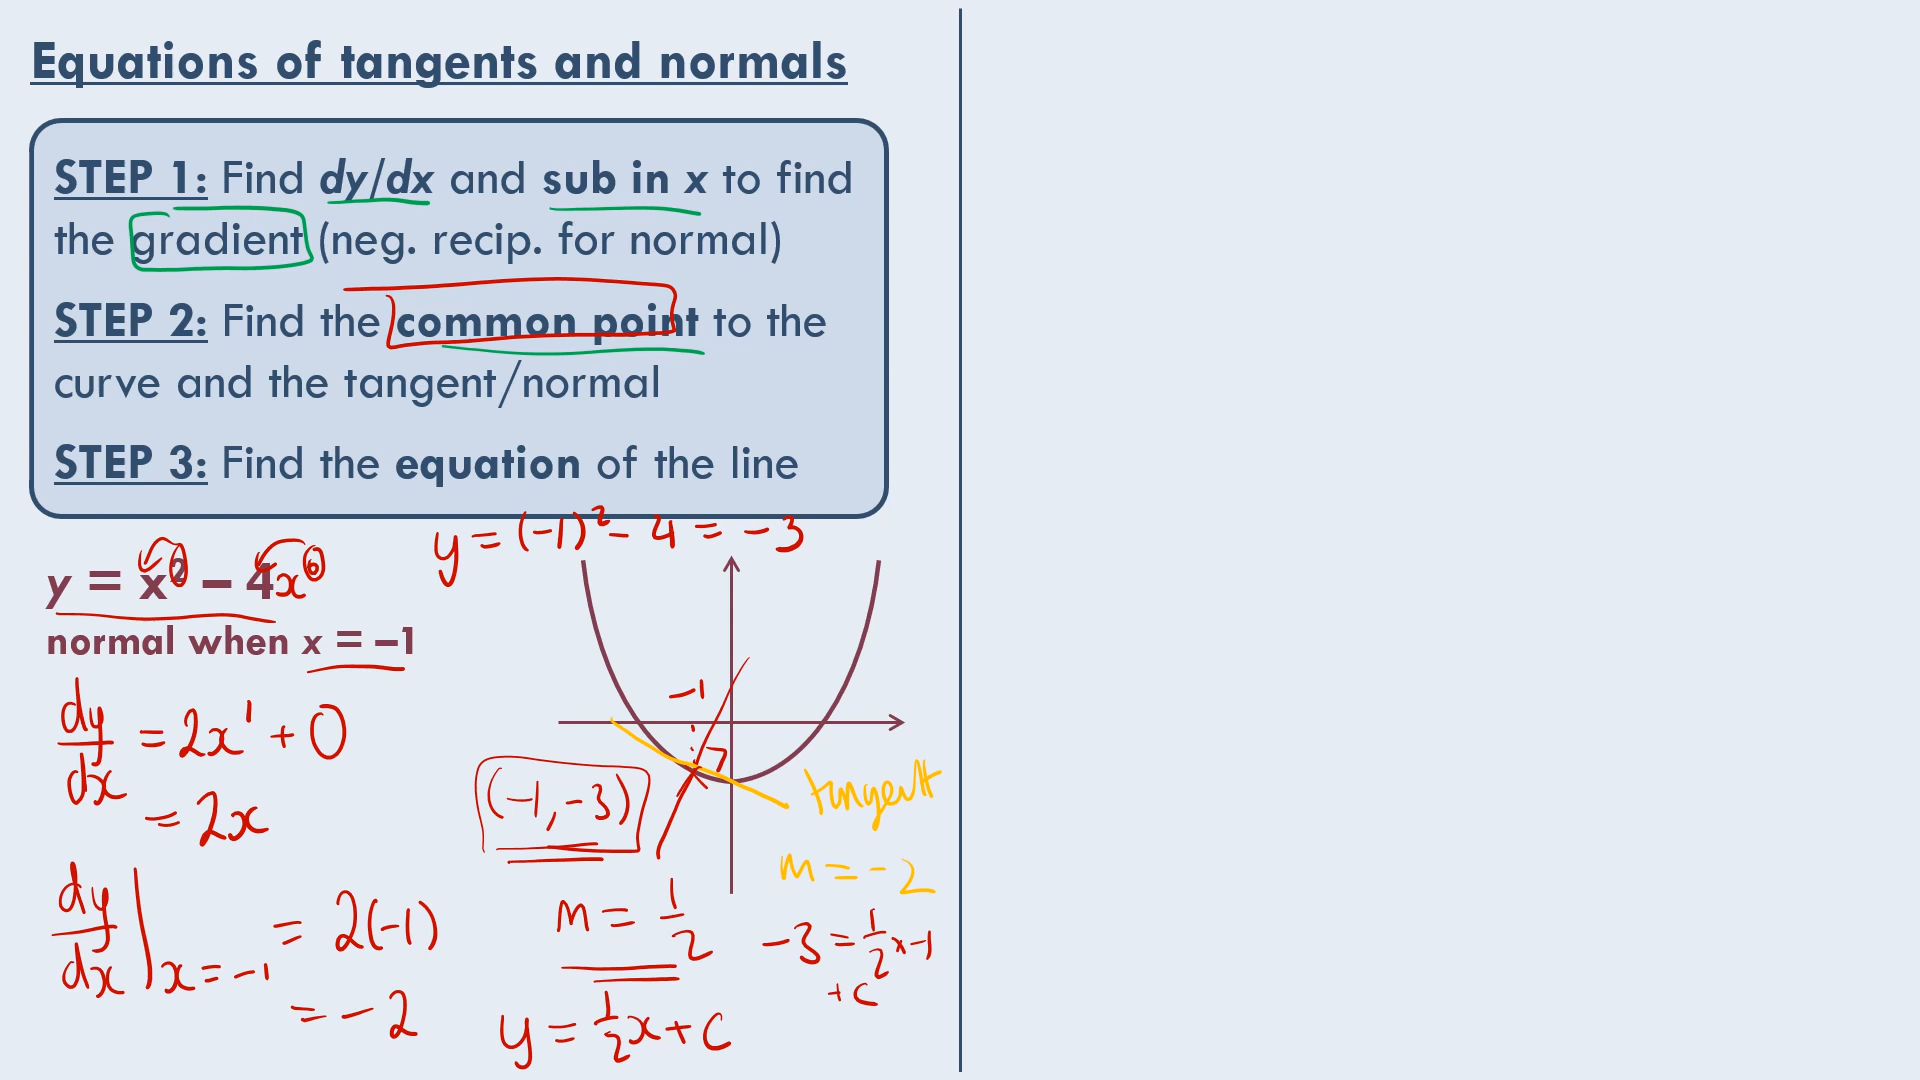 Equations of tangents and normals
STEP 1: Find dy/dx and sub in x to find
the gradient (neg. recip. for normal)
STEP 2: Find the common point to the
curve and the tangent/normal
STEP 3: Find the equation of the line
y = (-1)² - 4 = -3
y = x² – 4x⁰
normal when x = –1
dy/dx = 2x¹ + 0
= 2x
-1
(-1, -3)
tangent
m = -2
dy/dx | x = -1 = 2(-1)
= -2
m = 1/2
y = 1/2 x + c
-3 = 1/2 x -1
+ c